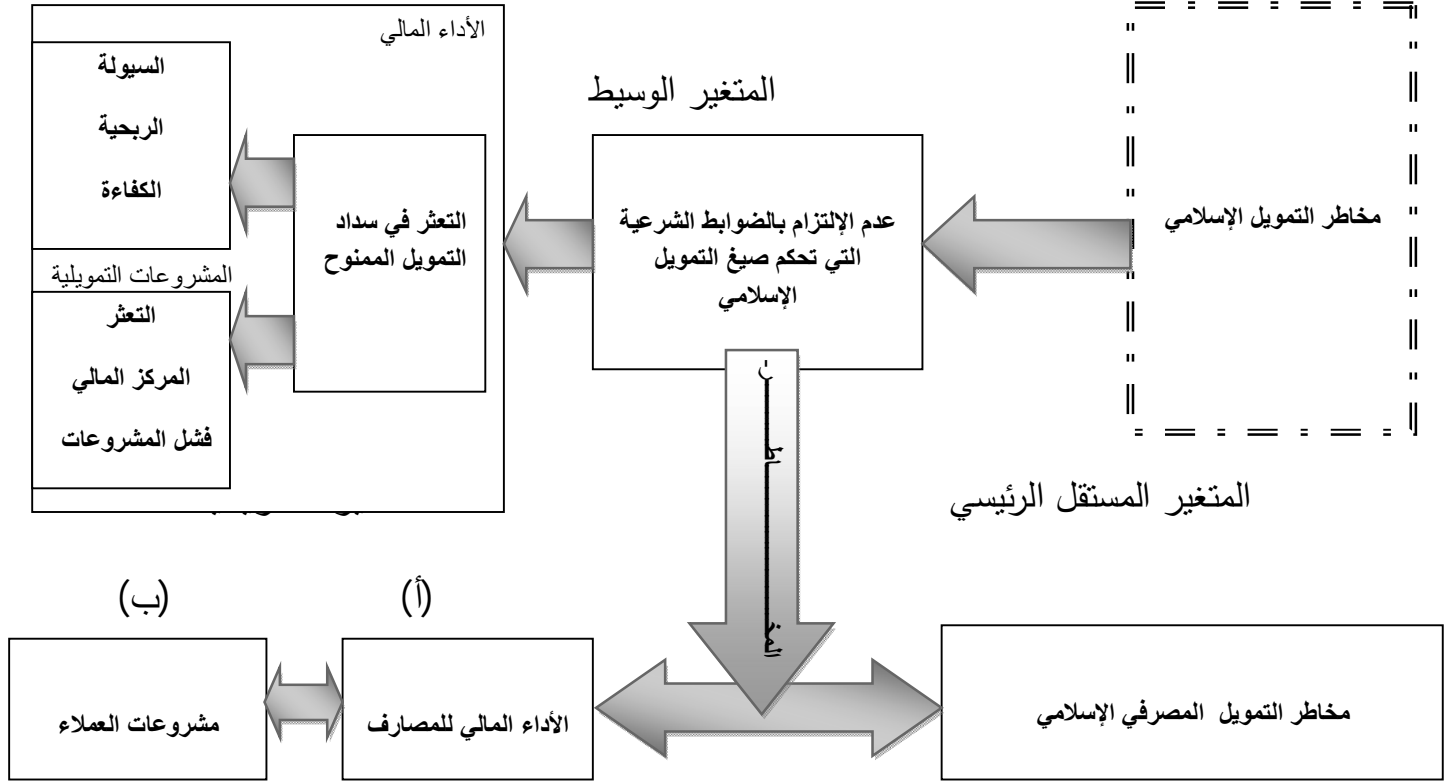 الأداء المالي
السيولة
الربحية
الكفاءة
المتغير الوسيط
مخاطر التمويل الإسلامي
عدم الإلتزام بالضوابط الشرعية
التي تحكم صيغ التمويل
الإسلامي
التعثر في سداد
التمويل الممنوح
المشروعات التمويلية
التعثر
المركز المالي
فشل المشروعات
المتغير المستقل الرئيسي
(أ)
(ب)
مخاطر التمويل المصرفي الإسلامي
الأداء المالي للمصارف
مشروعات العملاء